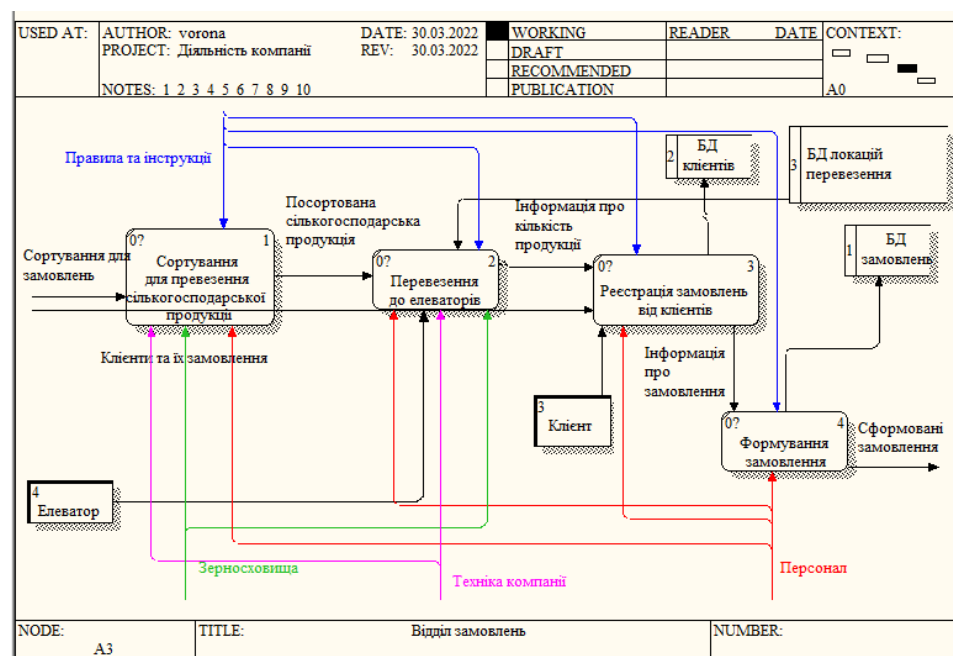 USED AT:
AUTHOR: vorona
DATE: 30.03.2022
WORKING
READER
DATE
CONTEXT:
PROJECT: Діяльність компанії
REV: 30.03.2022
DRAFT
RECOMMENDED
NOTES: 1 2 3 4 5 6 7 8 9 10
PUBLICATION
A0
Правила та інструкції
2
БД
клієнтів
3
БД локацій
перевезення
Посортована
сількогосподарська
продукція
Інформація про
кількість
продукції
1
БД
замовлень
Сортування для
замовлень
0?
1
Сортування
для превезення
сількогосподарської
продукції
0?
2
Перевезення
до елеваторів
0?
3
Реєстрація замовлень
від клієнтів
Клієнти та їх замовлення
Інформація
про
замовлення
3
Клієнт
0?
4
Формування
замовлення
Сформовані
замовлення
4
Елеватор
Зерносховища
Техніка компанії
Персонал
NODE:
TITLE:
Відділ замовлень
NUMBER:
A3